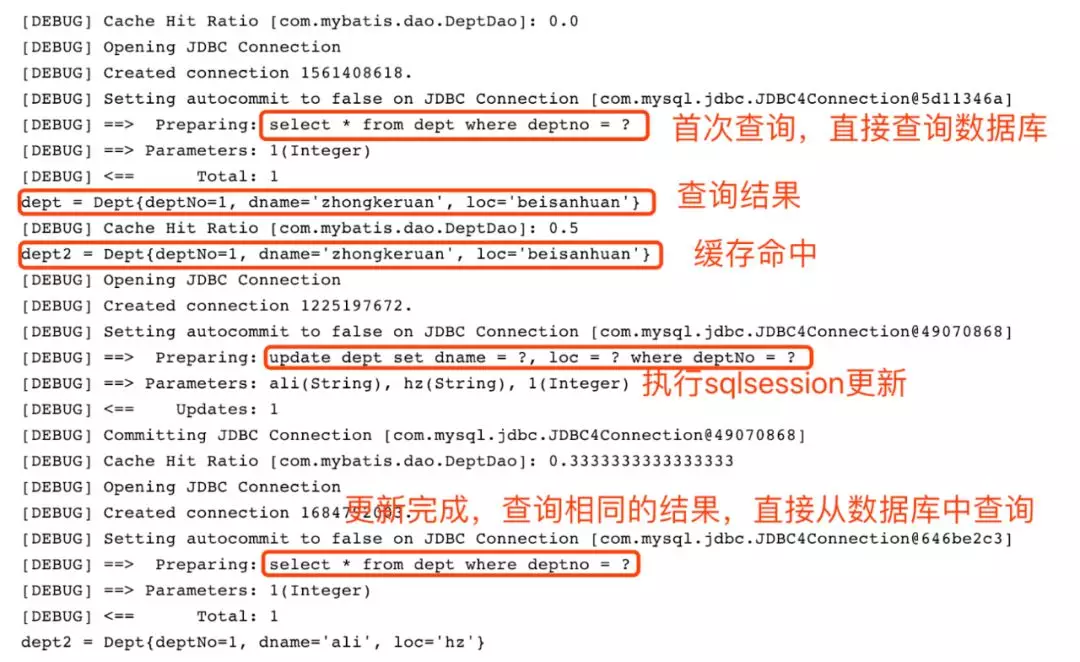 [DEBUG] Cache Hit Ratio [com.mybatis.dao.DeptDao]: 0.0
[DEBUG] Opening JDBC Connection
[DEBUG] Created connection 1561408618.
[DEBUG] Setting autocommit to false on JDBC Connection [com.mysql.jdbc.JDBC4Connection@5d11346a]
[DEBUG] ==>  Preparing: select * from dept where deptno = ? 首次查询，直接查询数据库
[DEBUG] ==> Parameters: 1(Integer)
[DEBUG] <==      Total: 1
dept = Dept{deptNo=1, dname='zhongkeruan', loc='beisanhuan'} 查询结果
[DEBUG] Cache Hit Ratio [com.mybatis.dao.DeptDao]: 0.5
dept2 = Dept{deptNo=1, dname='zhongkeruan', loc='beisanhuan'} 缓存命中
[DEBUG] Opening JDBC Connection
[DEBUG] Created connection 1225197672.
[DEBUG] Setting autocommit to false on JDBC Connection [com.mysql.jdbc.JDBC4Connection@49070868]
[DEBUG] ==>  Preparing: update dept set dname = ?, loc = ? where deptNo = ?
[DEBUG] ==> Parameters: ali(String), hz(String), 1(Integer) 执行sqlsession更新
[DEBUG] <==    Updates: 1
[DEBUG] Committing JDBC Connection [com.mysql.jdbc.JDBC4Connection@49070868]
[DEBUG] Cache Hit Ratio [com.mybatis.dao.DeptDao]: 0.3333333333333333
[DEBUG] Opening JDBC Connection
[DEBUG] Created connection 更新完成，查询相同的结果，直接从数据库中查询
[DEBUG] Setting autocommit to false on JDBC Connection [com.mysql.jdbc.JDBC4Connection@646be2c3]
[DEBUG] ==>  Preparing: select * from dept where deptno = ?
[DEBUG] ==> Parameters: 1(Integer)
[DEBUG] <==      Total: 1
dept2 = Dept{deptNo=1, dname='ali', loc='hz'}